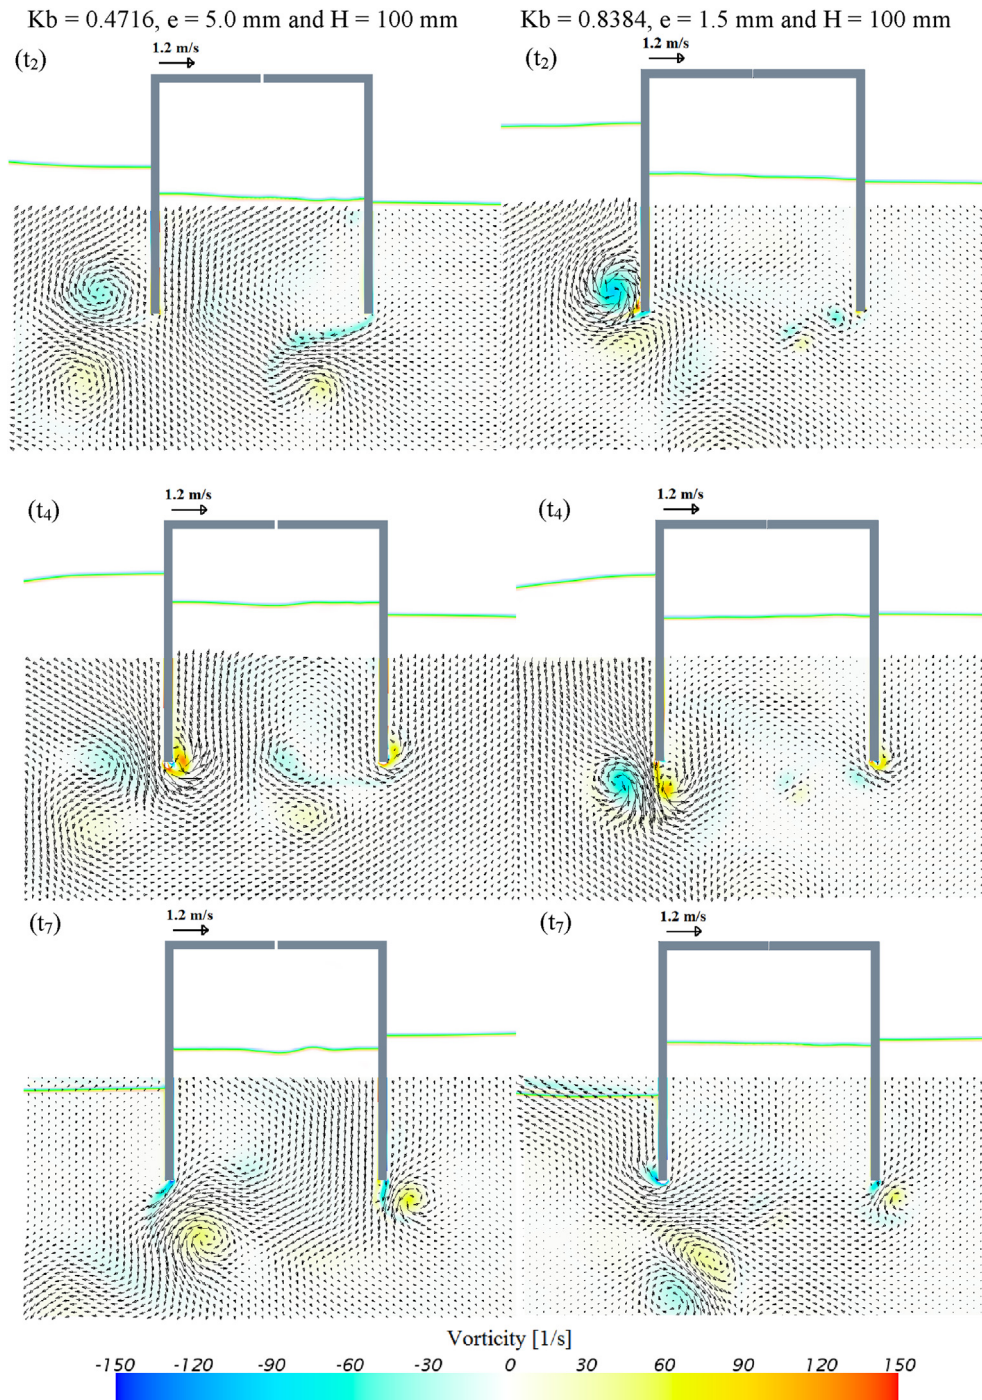 Kb = 0.4716, e = 5.0 mm and H = 100 mm
Kb = 0.8384, e = 1.5 mm and H = 100 mm
(t2)
1.2 m/s
(t2)
1.2 m/s
(t4)
1.2 m/s
(t4)
1.2 m/s
(t7)
1.2 m/s
(t7)
1.2 m/s
Vorticity [1/s]
-150 -120 -90 -60 -30 0 30 60 90 120 150